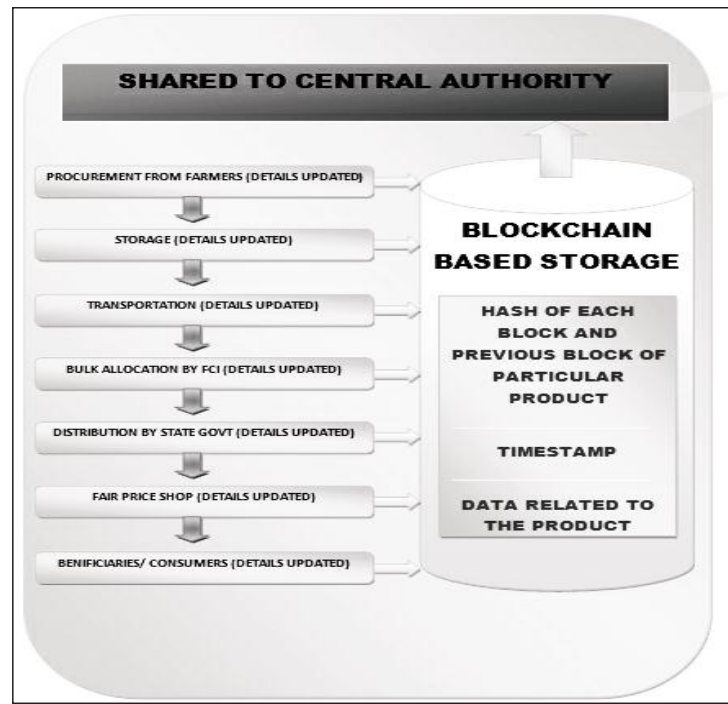 SHARED TO CENTRAL AUTHORITY
PROCUREMENT FROM FARMERS (DETAILS UPDATED)
STORAGE (DETAILS UPDATED)
TRANSPORTATION (DETAILS UPDATED)
BULK ALLOCATION BY FCI (DETAILS UPDATED)
DISTRIBUTION BY STATE GOVT (DETAILS UPDATED)
FAIR PRICE SHOP (DETAILS UPDATED)
BENIFICIARIES/ CONSUMERS (DETAILS UPDATED)
BLOCKCHAIN
BASED STORAGE
HASH OF EACH
BLOCK AND
PREVIOUS BLOCK OF
PARTICULAR
PRODUCT
TIMESTAMP
DATA RELATED TO
THE PRODUCT